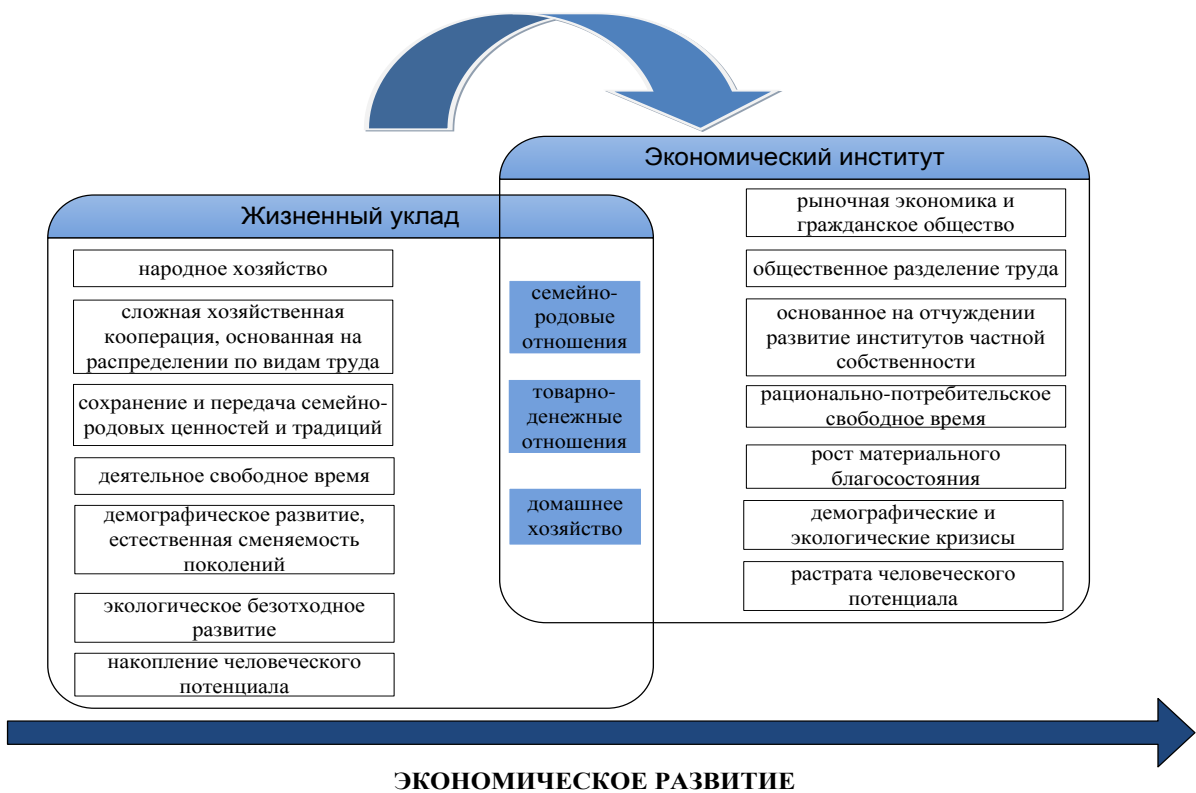 Экономический институт
Жизненный уклад
народное хозяйство
сложная хозяйственная
кооперация, основанная на
распределении по видам труда
сохранение и передача семейно-
родовых ценностей и традиций
деятельное свободное время
демографическое развитие,
естественная сменяемость
поколений
экологическое безотходное
развитие
накопление человеческого
потенциала
семейно-
родовые
отношения
товарно-
денежные
отношения
домашнее
хозяйство
рыночная экономика и
гражданское общество
общественное разделение труда
основанное на отчуждении
развитие институтов частной
собственности
рационально-потребительское
свободное время
рост материального
благосостояния
демографические и
экологические кризисы
растрата человеческого
потенциала
ЭКОНОМИЧЕСКОЕ РАЗВИТИЕ